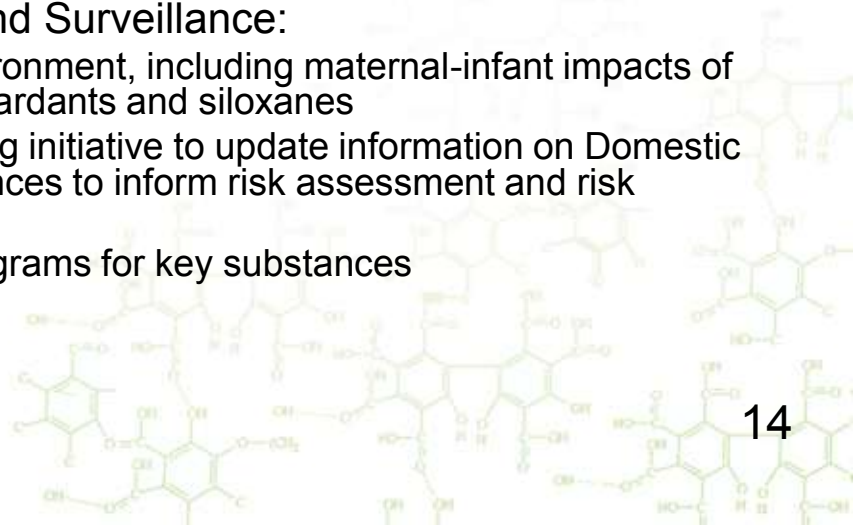 nd Surveillance:
ronment, including maternal-infant impacts of
ardants and siloxanes
g initiative to update information on Domestic
nces to inform risk assessment and risk
grams for key substances
14